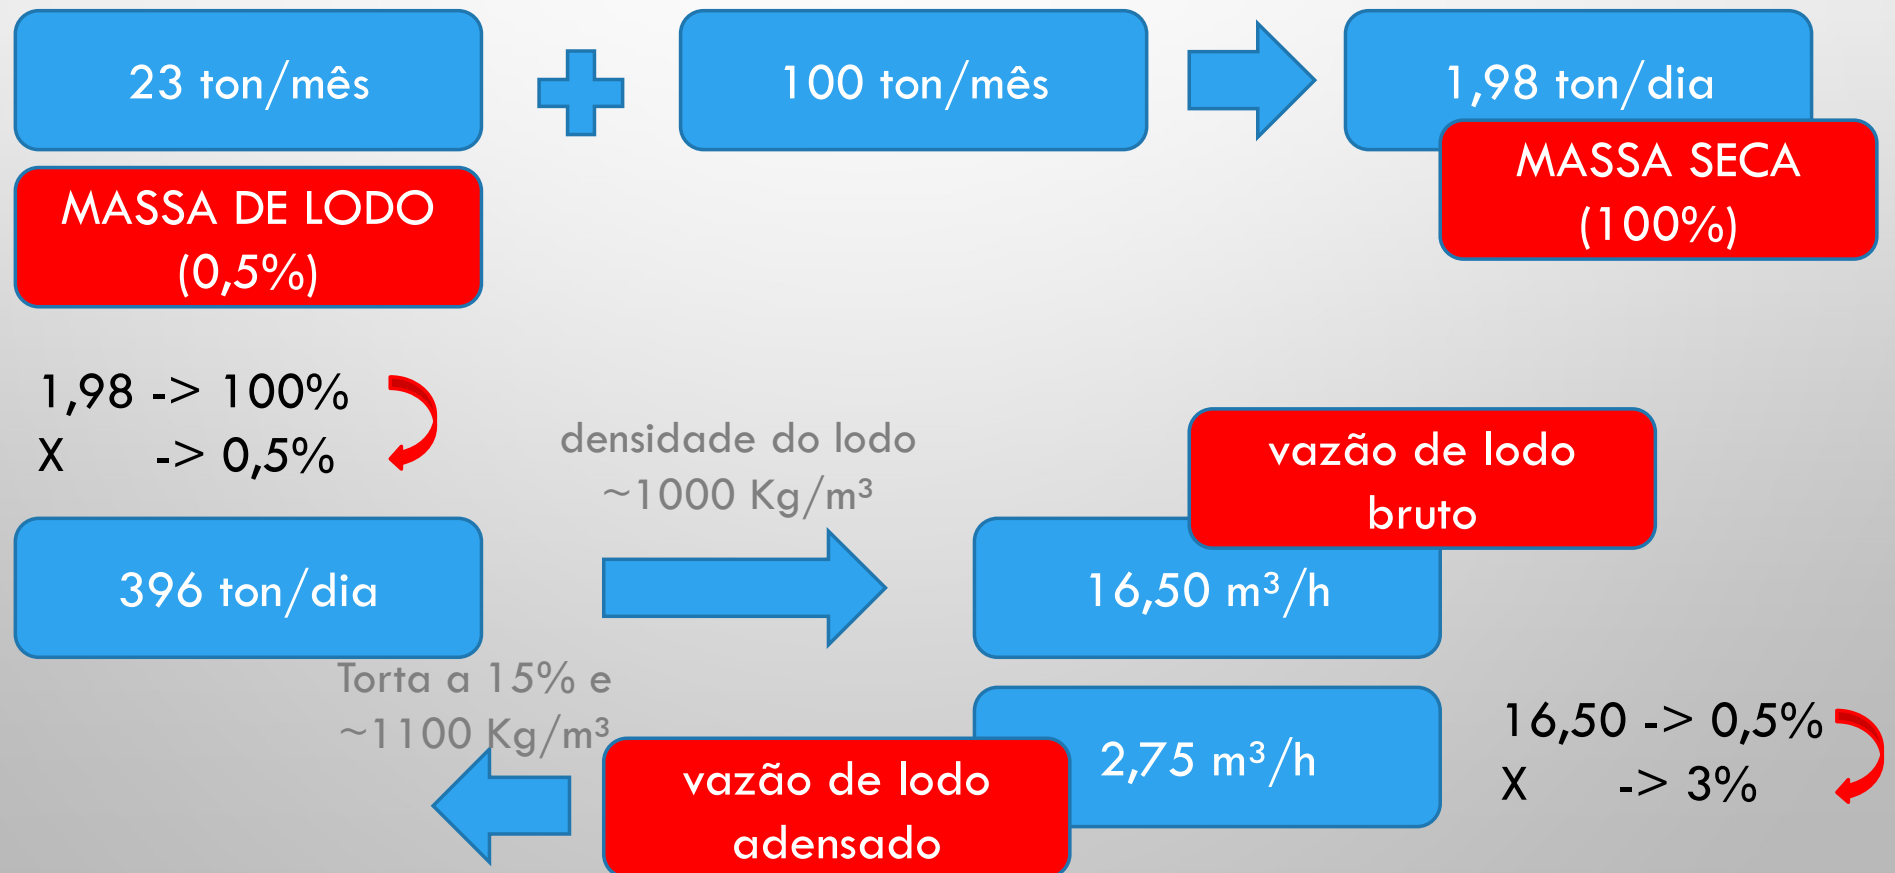 23 ton/mês
100 ton/mês
1,98 ton/dia
MASSA DE LODO
(0,5%)
MASSA SECA
(100%)
1,98 -> 100%
X -> 0,5%
densidade do lodo
~1000 Kg/m³
vazão de lodo
bruto
396 ton/dia
16,50 m³/h
Torta a 15% e
~1100 Kg/m³
vazão de lodo
adensado
2,75 m³/h
16,50 -> 0,5%
X -> 3%